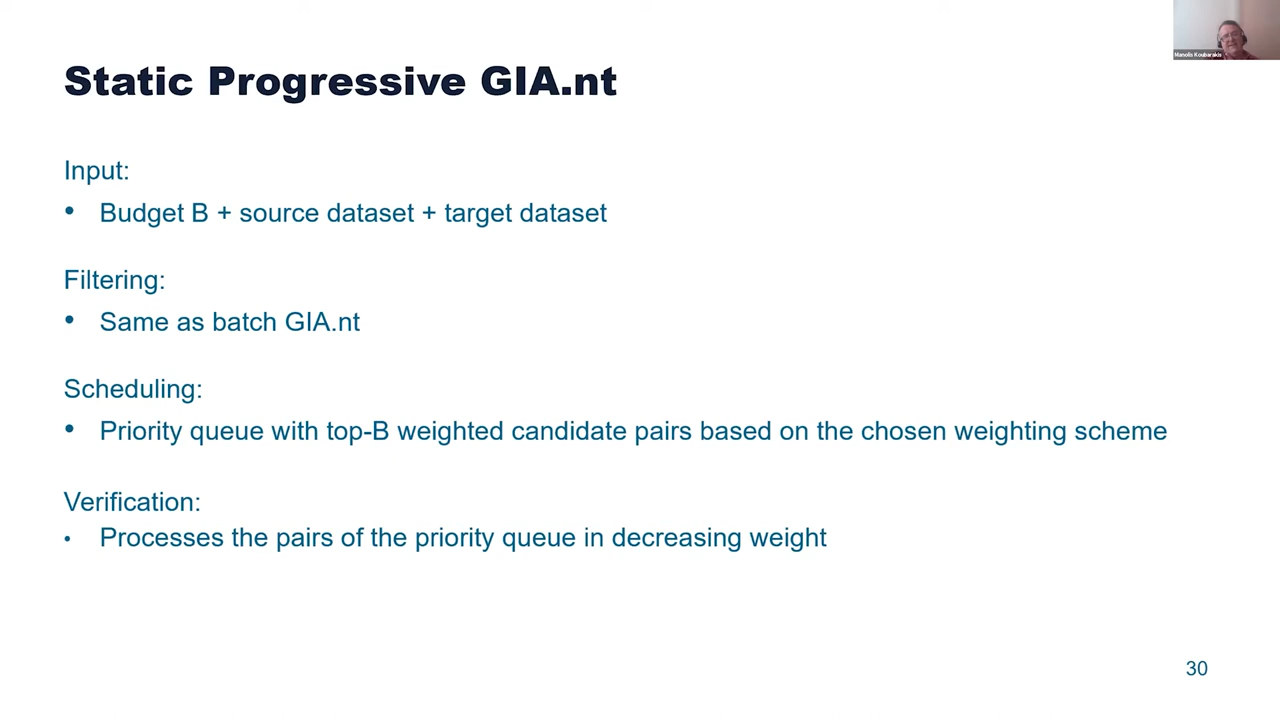 Manolis Koubarakis
Static Progressive GIA.nt
Input:
• Budget B + source dataset + target dataset
Filtering:
• Same as batch GIA.nt
Scheduling:
• Priority queue with top-B weighted candidate pairs based on the chosen weighting scheme
Verification:
• Processes the pairs of the priority queue in decreasing weight
30